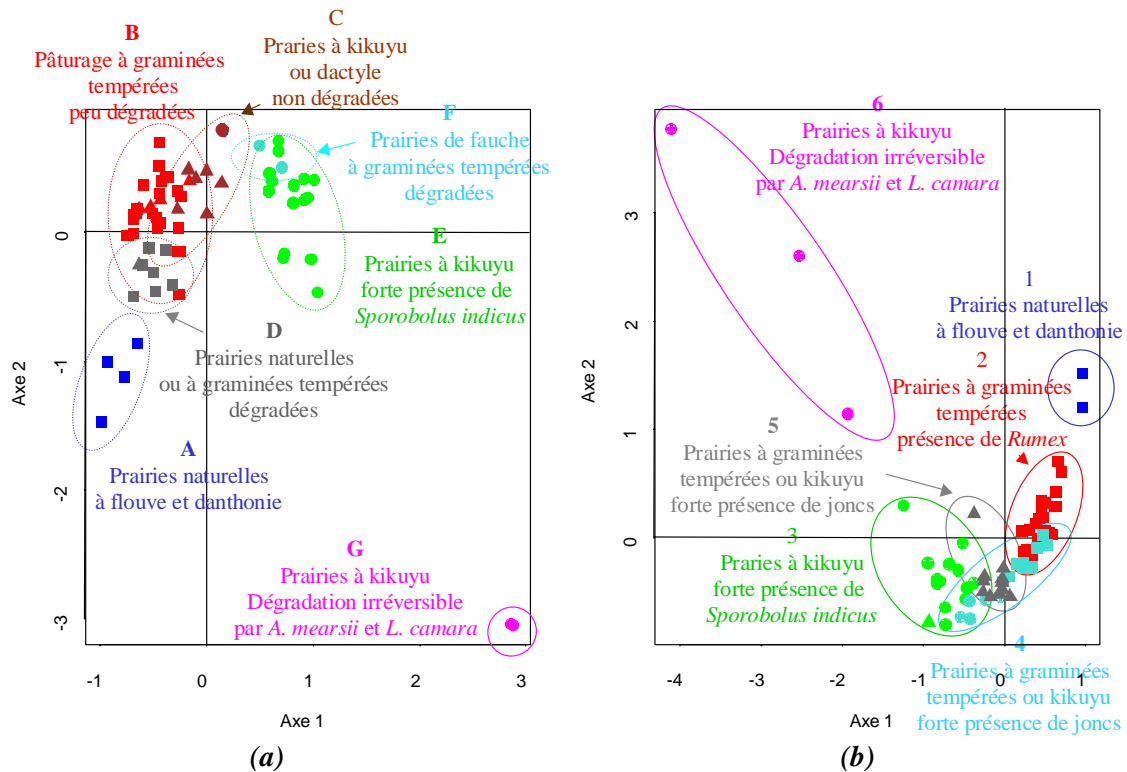 (a)
B
Pâturage à graminées
tempérées
peu dégradées
C
Praries à kikuyu
ou dactyle
non dégradées
F
Prairies de fauche
à graminées tempérées
dégradées
E
Prairies à kikuyu
forte présence de
Sporobolus indicus
D
Prairies naturelles
ou à graminées tempérées
dégradées
A
Prairies naturelles
à flouve et danthonie
G
Prairies à kikuyu
Dégradation irréversible
par A. mearsii et L. camara
Axe 2
0
-1
-2
-3
-1
0
1
2
3
Axe 1
(a)
(b)
6
Prairies à kikuyu
Dégradation irréversible
par A. mearsii et L. camara
1
Prairies naturelles
à flouve et danthonie
2
Prairies à graminées
tempérées
présence de Rumex
5
Prairies à graminées
tempérées ou kikuyu
forte présence de joncs
3
Praries à kikuyu
forte présence de
Sporobolus indicus
4
Prairies à graminées
tempérées ou kikuyu
forte présence de joncs
Axe 2
3
2
1
0
-4
-3
-2
-1
0
1
Axe 1
(b)